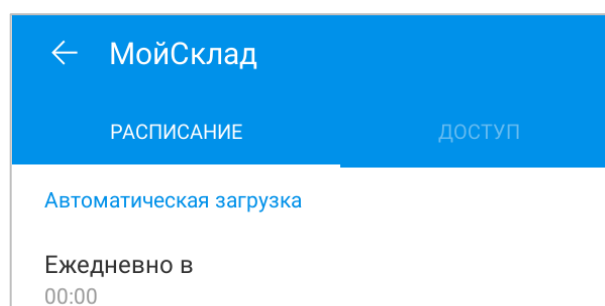 МойСклад
РАСПИСАНИЕ ДОСТУП
Автоматическая загрузка
Ежедневно в
00:00